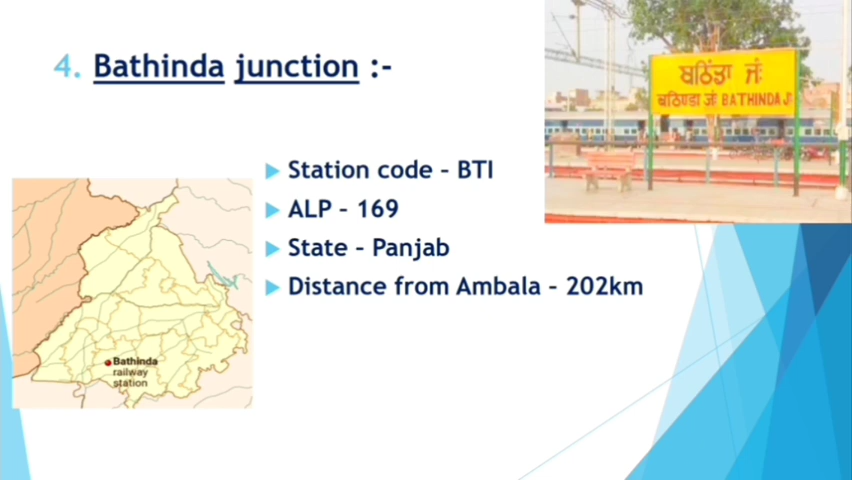 4. Bathinda junction :-
ਬਠਿੰਡਾ ਜੰ:
बठिण्डा जं: BATHINDA J
Station code – BTI
ALP – 169
State – Panjab
Distance from Ambala – 202km
Bathinda
railway
station